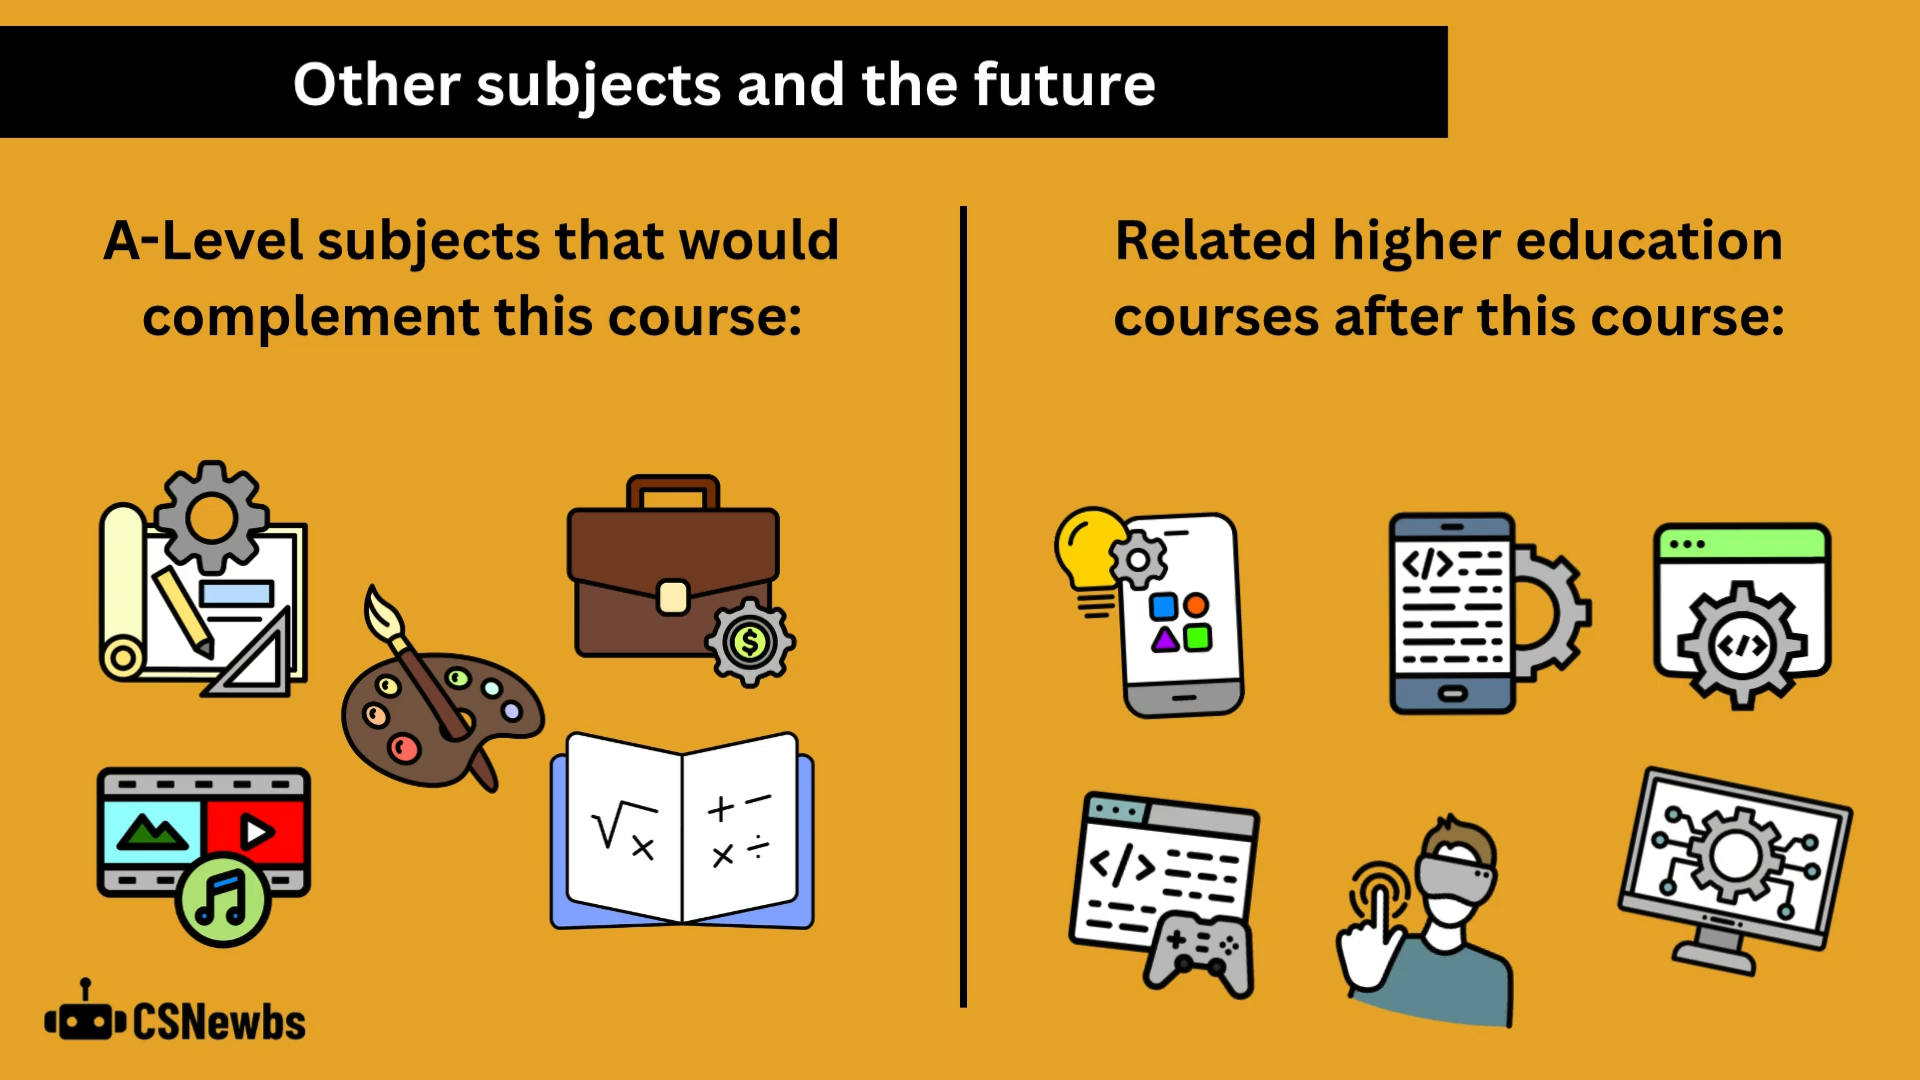 Other subjects and the future
A-Level subjects that would
complement this course:
Related higher education
courses after this course:
$
√ x
+ −
× ÷
</>
</>
</>
CSNewbs